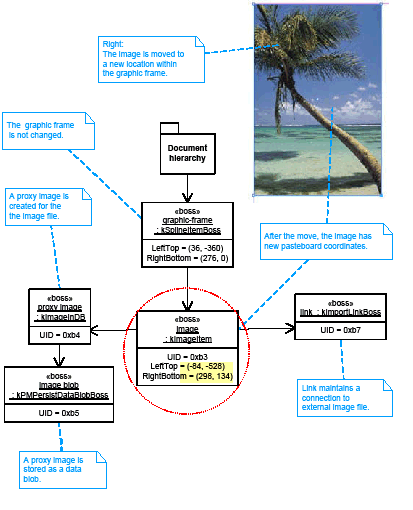 Right:
The image is moved to
a new location within
the graphic frame.
The graphic frame
is not changed.
Document
hierarchy
A proxy image is
created for the
the image file.
«boss»
graphic-frame
: kSplineItemBoss
LeftTop = (36, -360)
RightBottom = (276, 0)
After the move, the image has
new pasteboard coordinates.
«boss»
proxy image
: kImageInDB
UID = 0xb4
«boss»
image
: kImageItem
UID = 0xb3
LeftTop = (-84, -528)
RightBottom = (298, 134)
«boss»
link : kImportLinkBoss
UID = 0xb7
«boss»
image blob
: kPMPersistDataBlobBoss
UID = 0xb5
Link maintains a
connection to
external image file.
A proxy image is
stored as a data
blob.